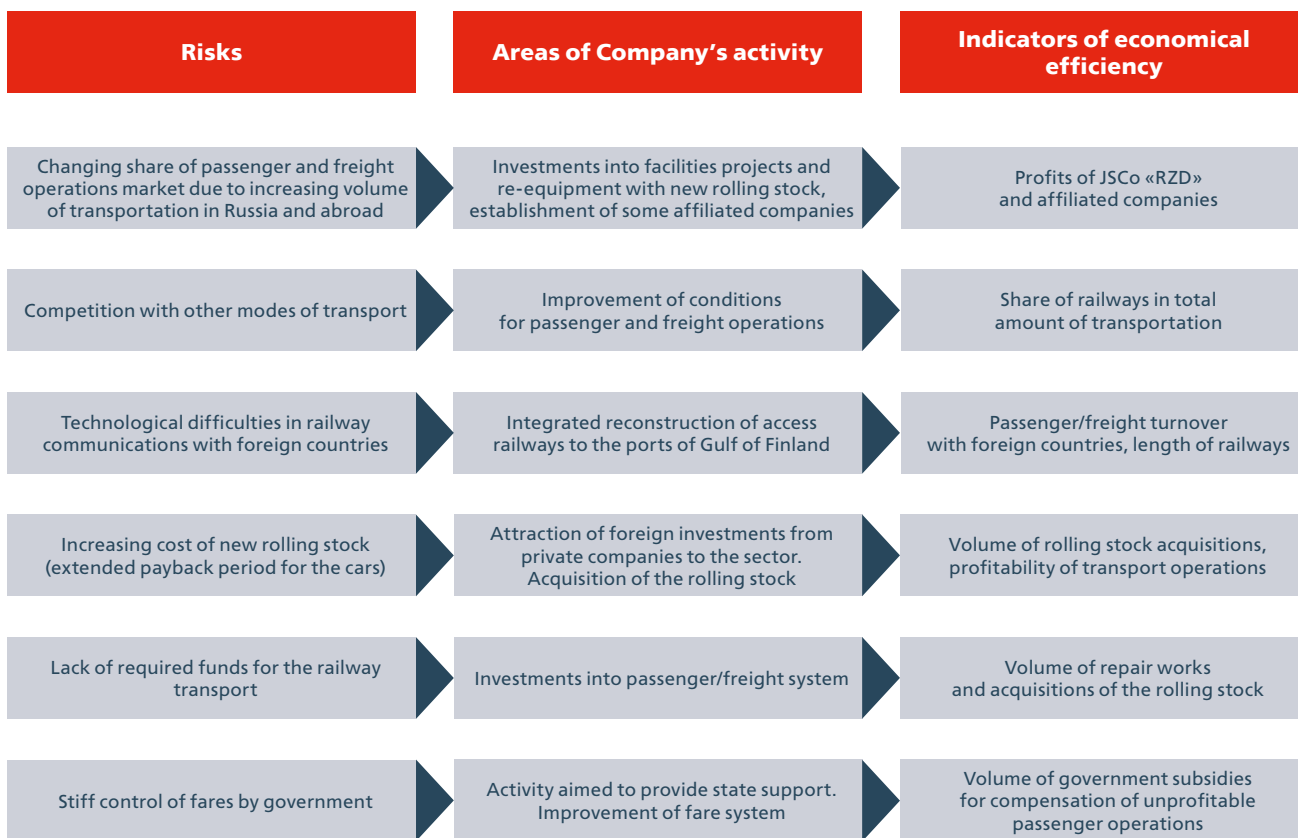 Risks
Areas of Company’s activity
Indicators of economical
efficiency
Changing share of passenger and freight
operations market due to increasing volume
of transportation in Russia and abroad
Investments into facilities projects and
re-equipment with new rolling stock,
establishment of some affiliated companies
Profits of JSCo «RZD»
and affiliated companies
Competition with other modes of transport
Improvement of conditions
for passenger and freight operations
Share of railways in total
amount of transportation
Technological difficulties in railway
communications with foreign countries
Integrated reconstruction of access
railways to the ports of Gulf of Finland
Passenger/freight turnover
with foreign countries, length of railways
Increasing cost of new rolling stock
(extended payback period for the cars)
Attraction of foreign investments from
private companies to the sector.
Acquisition of the rolling stock
Volume of rolling stock acquisitions,
profitability of transport operations
Lack of required funds for the railway
transport
Investments into passenger/freight system
Volume of repair works
and acquisitions of the rolling stock
Stiff control of fares by government
Activity aimed to provide state support.
Improvement of fare system
Volume of government subsidies
for compensation of unprofitable
passenger operations